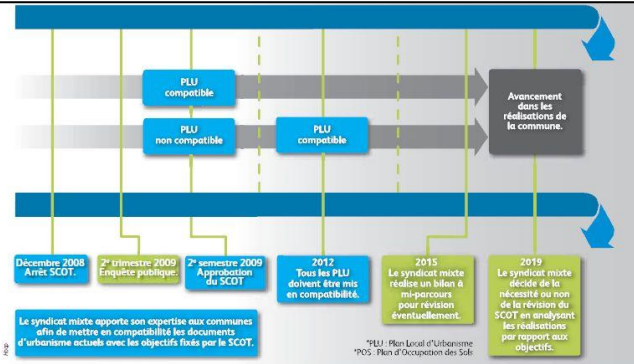 PLU
compatible
PLU
non compatible
PLU
compatible
Avancement
dans les
réalisations de
la commune.
Décembre 2008
Arrêt SCOT.
2e trimestre 2009
Enquête publique.
2e semestre 2009
Approbation
du SCOT
2012
Tous les PLU
doivent être mis
en compatibilité.
2015
Le syndicat mixte
réalise un bilan à
mi-parcours
pour révision
éventuellement.
2019
Le syndicat mixte
décide de la
nécessité ou non
de la révision du
SCOT en analysant
les réalisations
par rapport aux
objectifs.
Le syndicat mixte apporte son expertise aux communes
afin de mettre en compatibilité les documents
d'urbanisme actuels avec les objectifs fixés par le SCOT.
*PLU : Plan Local d'Urbanisme
*POS : Plan d'Occupation des Sols